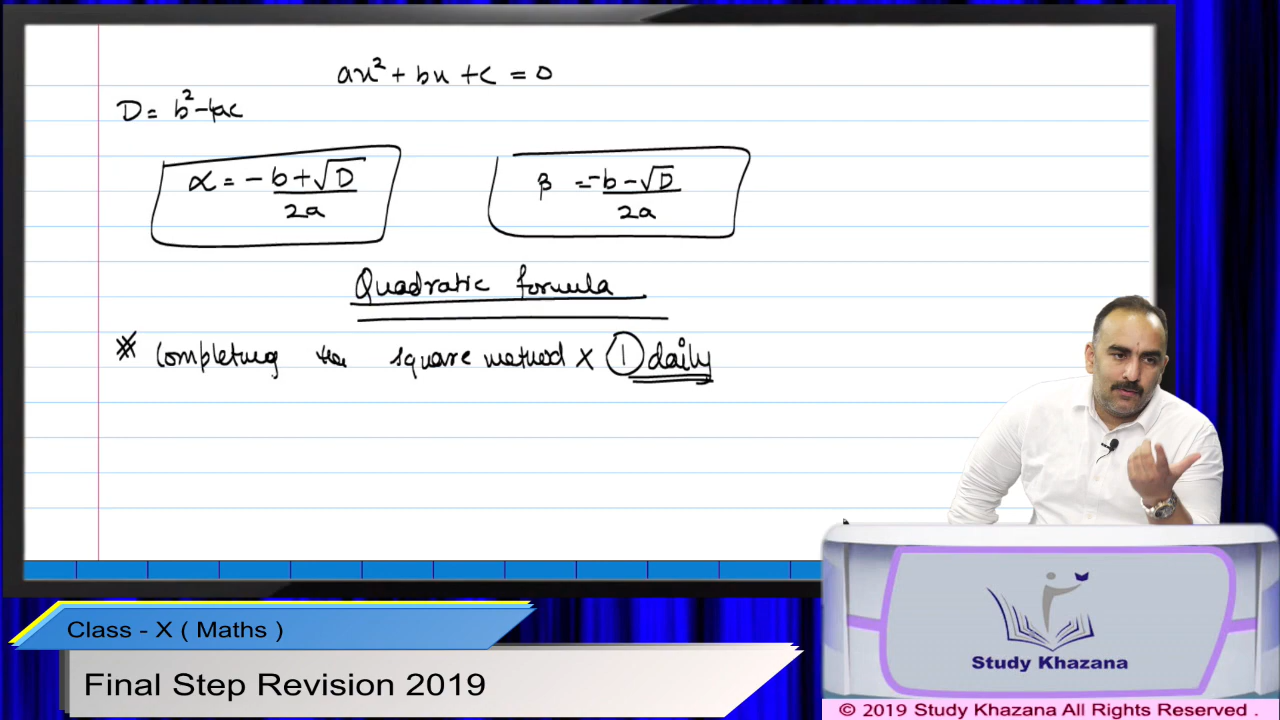 ax² + bx + c = 0
D = b² - 4ac
α = -b + √D / 2a
β = -b - √D / 2a
Quadratic formula
* Completing the square method × ① daily
Class - X ( Maths )
Final Step Revision 2019
Study Khazana
© 2019 Study Khazana All Rights Reserved .